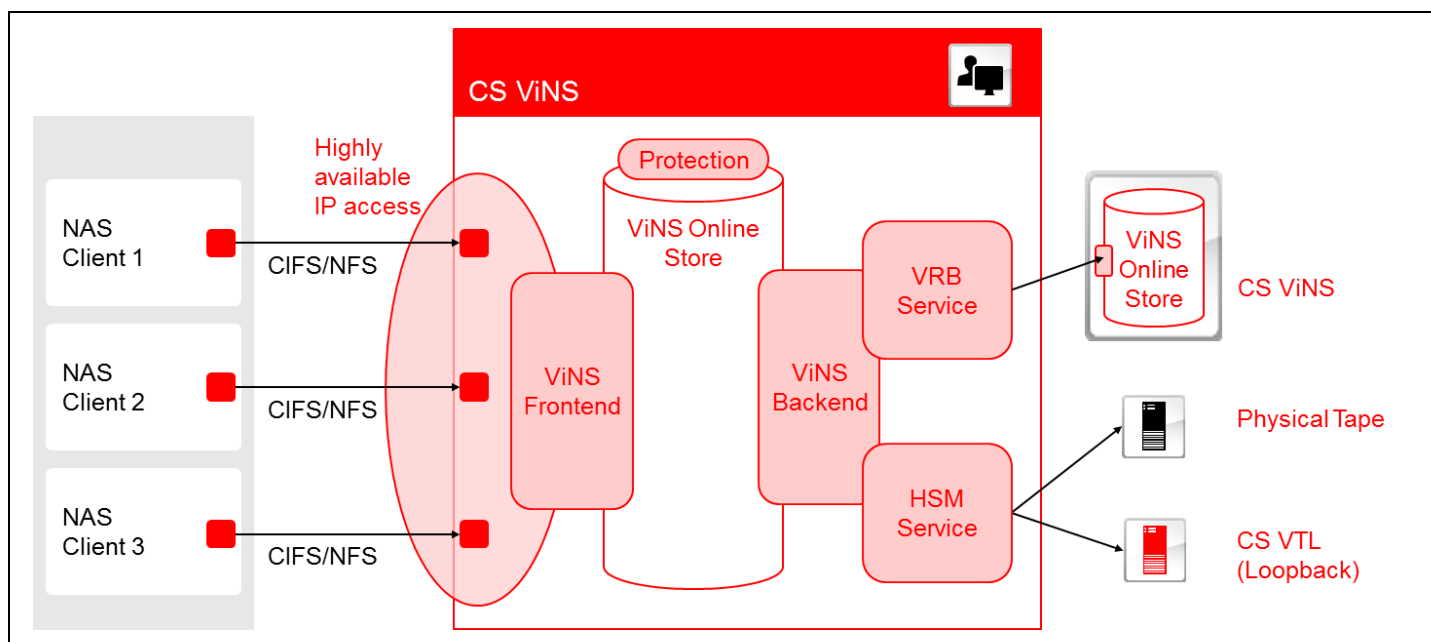 CS ViNS
Highly
available
IP access
NAS
Client 1
CIFS/NFS
NAS
Client 2
CIFS/NFS
NAS
Client 3
CIFS/NFS
ViNS
Frontend
Protection
ViNS Online
Store
ViNS
Backend
VRB
Service
HSM
Service
ViNS
Online
Store
CS ViNS
Physical Tape
CS VTL
(Loopback)